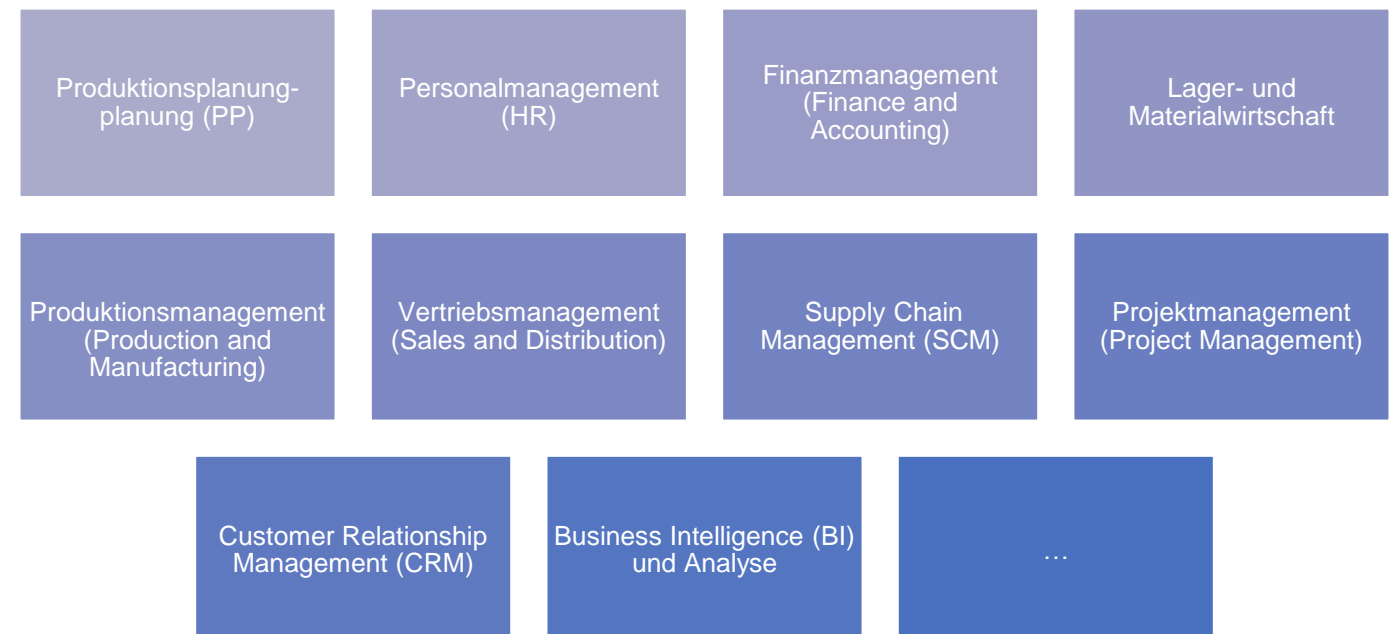 Produktionsplanung-
planung (PP)
Personalmanagement
(HR)
Finanzmanagement
(Finance and
Accounting)
Lager- und
Materialwirtschaft
Produktionsmanagement
(Production and
Manufacturing)
Vertriebsmanagement
(Sales and Distribution)
Supply Chain
Management (SCM)
Projektmanagement
(Project Management)
Customer Relationship
Management (CRM)
Business Intelligence (BI)
und Analyse
…